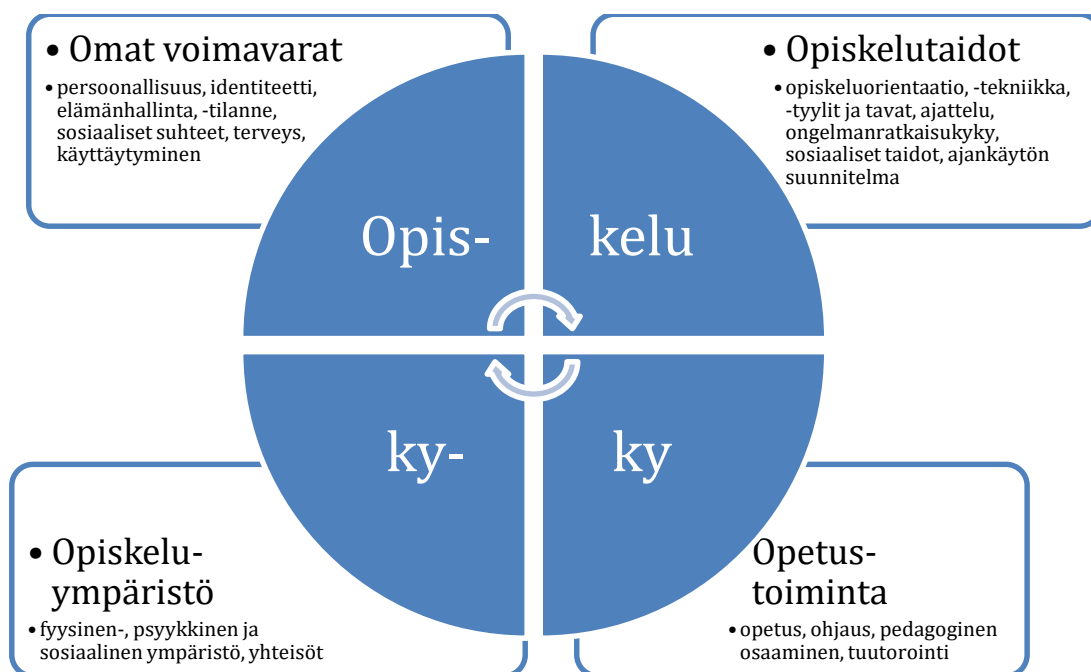 • Omat voimavarat
• persoonallisuus, identiteetti,
elämänhallinta, -tilanne,
sosiaaliset suhteet, terveys,
käyttäytyminen
• Opiskelutaidot
• opiskeluorientaatio, -tekniikka,
-tyylit ja tavat, ajattelu,
ongelmanratkaisukyky,
sosiaaliset taidot, ajankäytön
suunnitelma
Opis-
kelu
ky-
ky
• Opiskelu-
ympäristö
• fyysinen-, psyykkinen ja
sosiaalinen ympäristö, yhteisöt
Opetus-
toiminta
• opetus, ohjaus, pedagoginen
osaaminen, tuutorointi